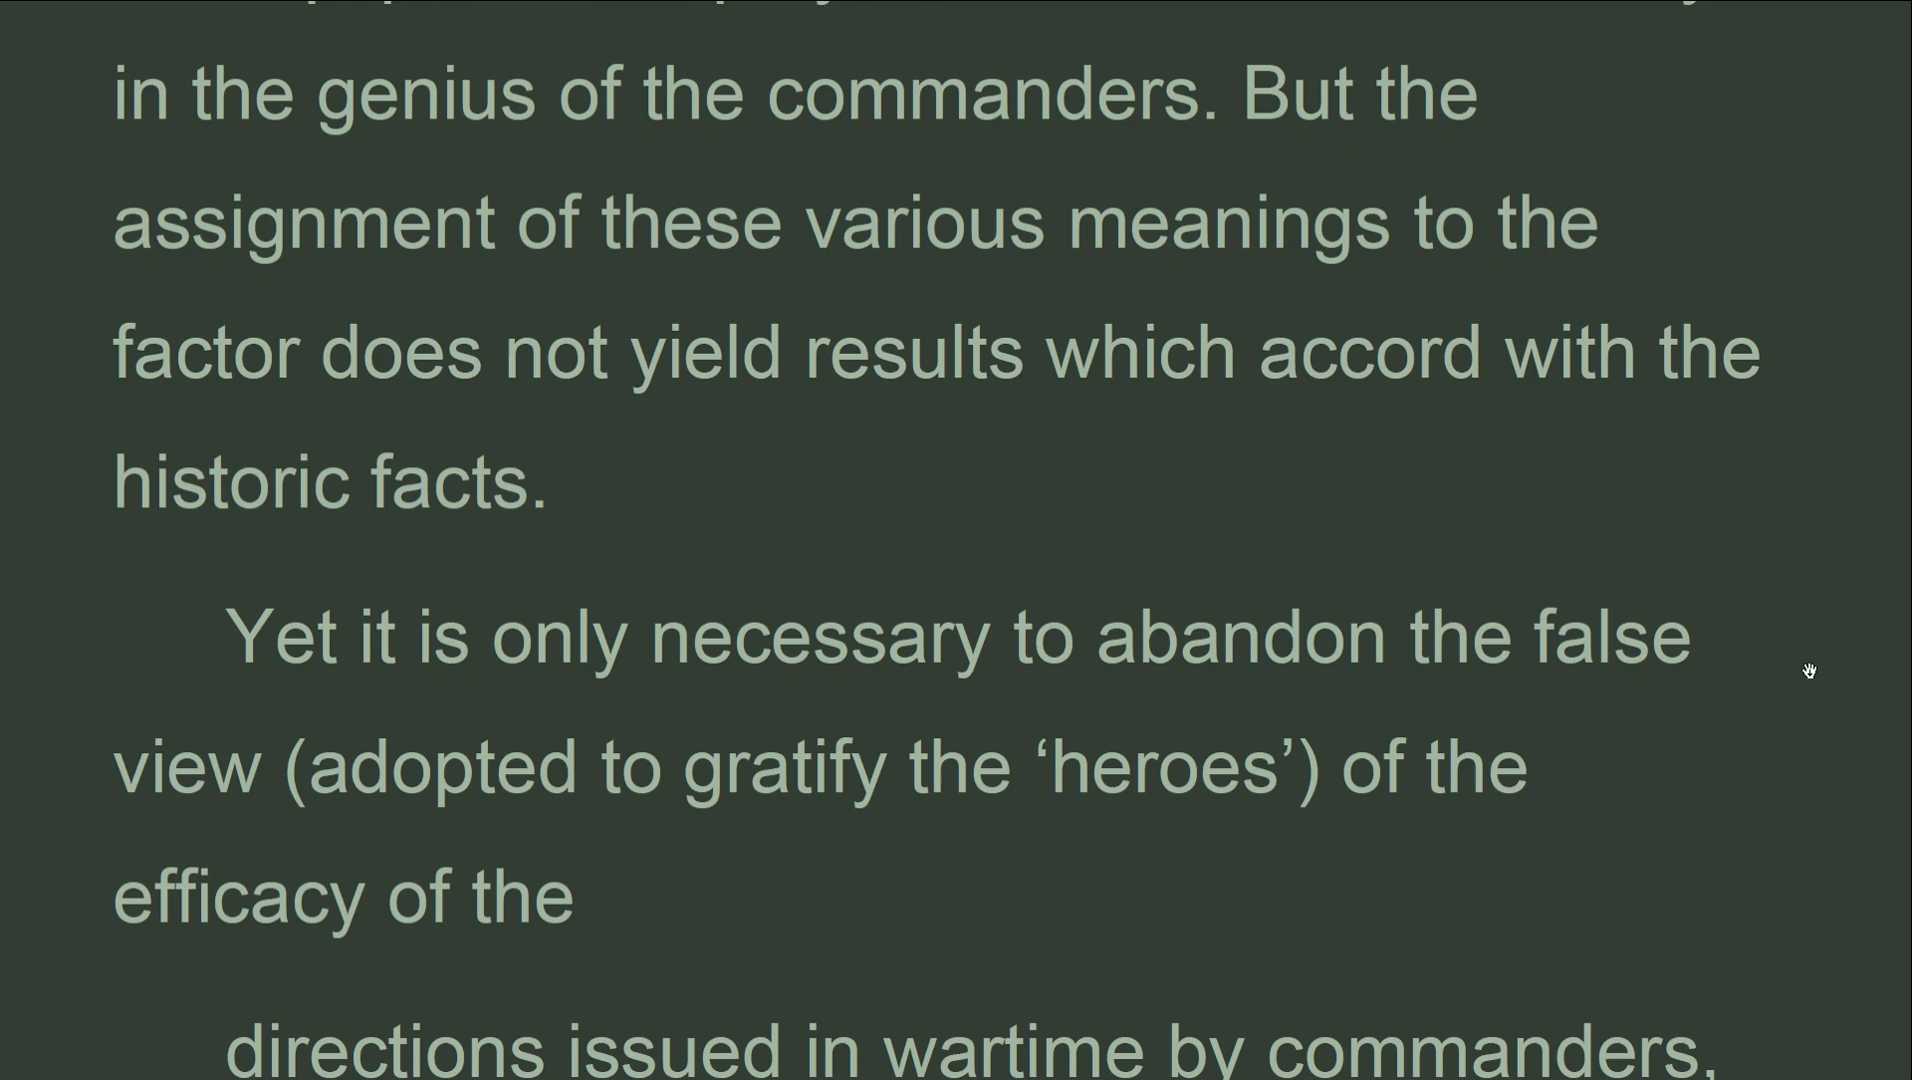 in the genius of the commanders. But the
assignment of these various meanings to the
factor does not yield results which accord with the
historic facts.
Yet it is only necessary to abandon the false
view (adopted to gratify the ‘heroes’) of the
efficacy of the
directions issued in wartime by commanders,